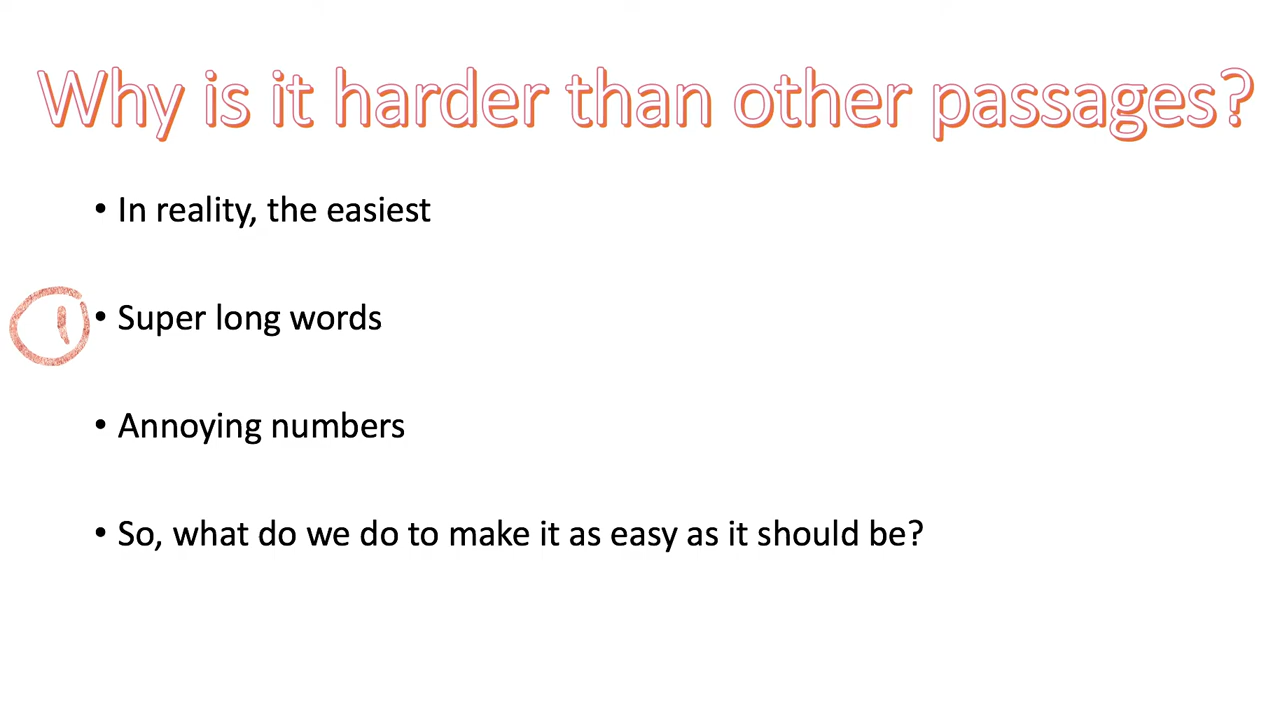 Why is it harder than other passages?
• In reality, the easiest
1
• Super long words
• Annoying numbers
• So, what do we do to make it as easy as it should be?